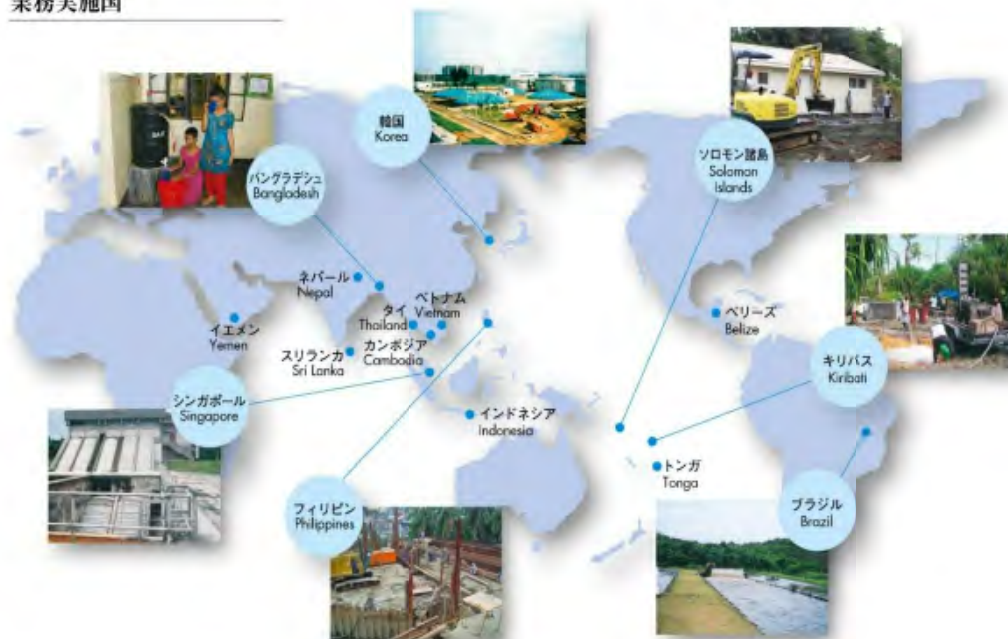 業務実施国
韓国
Korea
ソロモン諸島
Solomon
Islands
バングラデシュ
Bangladesh
ネパール
Nepal
ベトナム
Vietnam
タイ
Thailand
カンボジア
Cambodia
イエメン
Yemen
スリランカ
Sri Lanka
ベリーズ
Belize
キリバス
Kiribati
シンガポール
Singapore
インドネシア
Indonesia
トンガ
Tonga
フィリピン
Philippines
ブラジル
Brazil